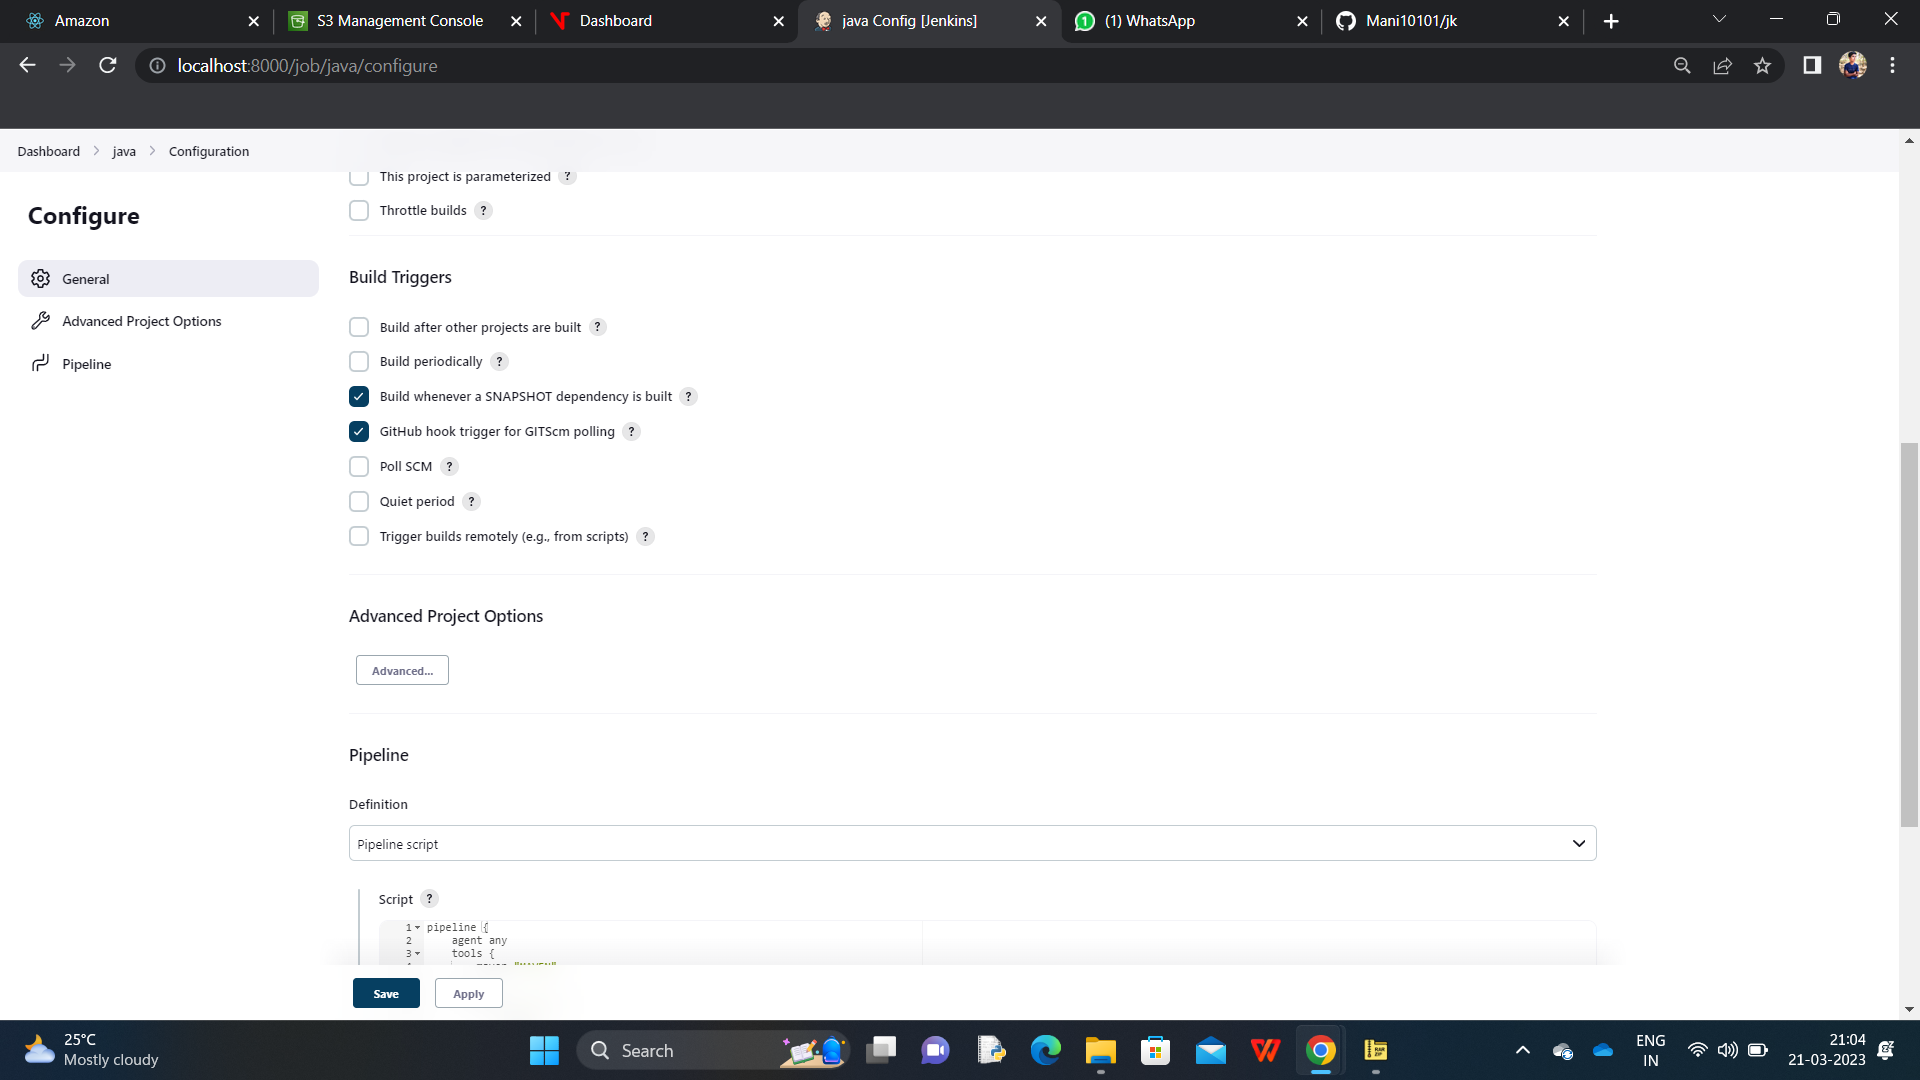 Amazon
S3 Management Console
Dashboard
java Config [Jenkins]
(1) WhatsApp
Mani10101/jk
localhost:8000/job/java/configure
Dashboard
java
Configuration
Configure
General
Advanced Project Options
Pipeline
This project is parameterized ?
Throttle builds ?
Build Triggers
Build after other projects are built ?
Build periodically ?
Build whenever a SNAPSHOT dependency is built ?
GitHub hook trigger for GITScm polling ?
Poll SCM ?
Quiet period ?
Trigger builds remotely (e.g., from scripts) ?
Advanced Project Options
Advanced...
Pipeline
Definition
Pipeline script
Script ?
1 pipeline {
2 agent any
3 tools {
Save
Apply
25°C
Mostly cloudy
Search
ENG
IN
21:04
21-03-2023